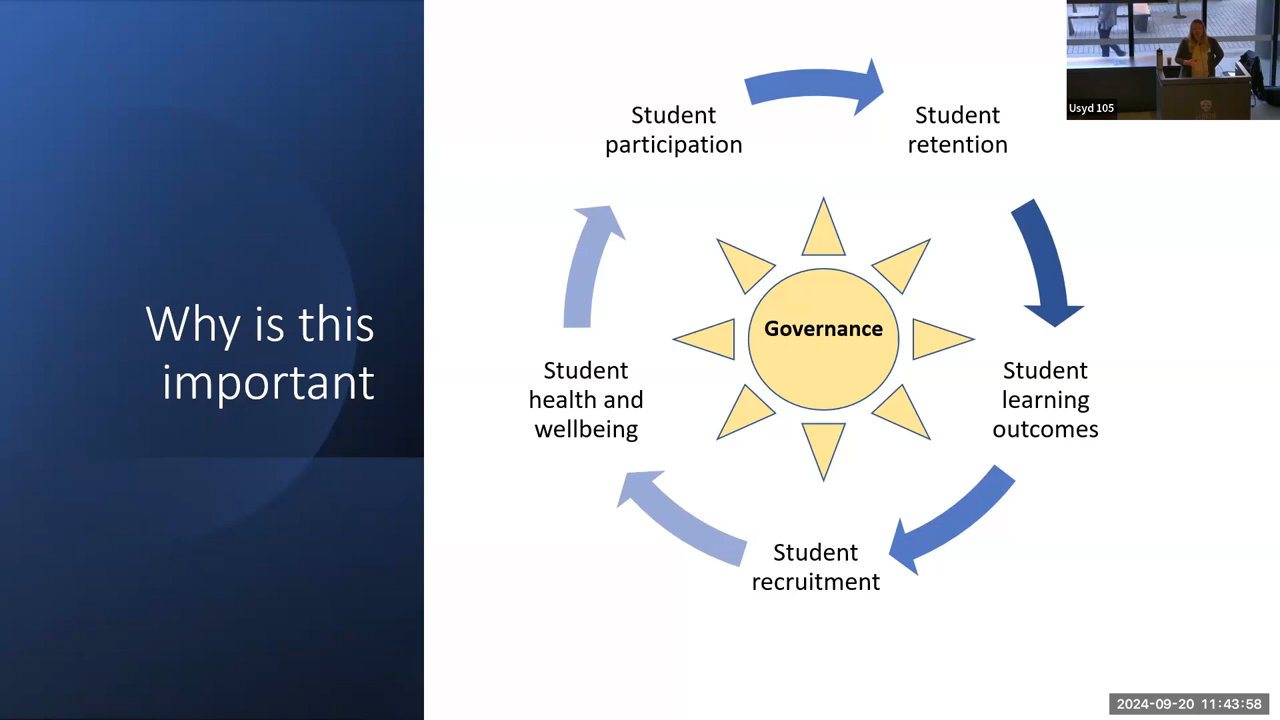 Why is this
important
Student
participation
Student
retention
Usyd 105
Governance
Student
health and
wellbeing
Student
learning
outcomes
Student
recruitment
2024-09-20 11:43:58